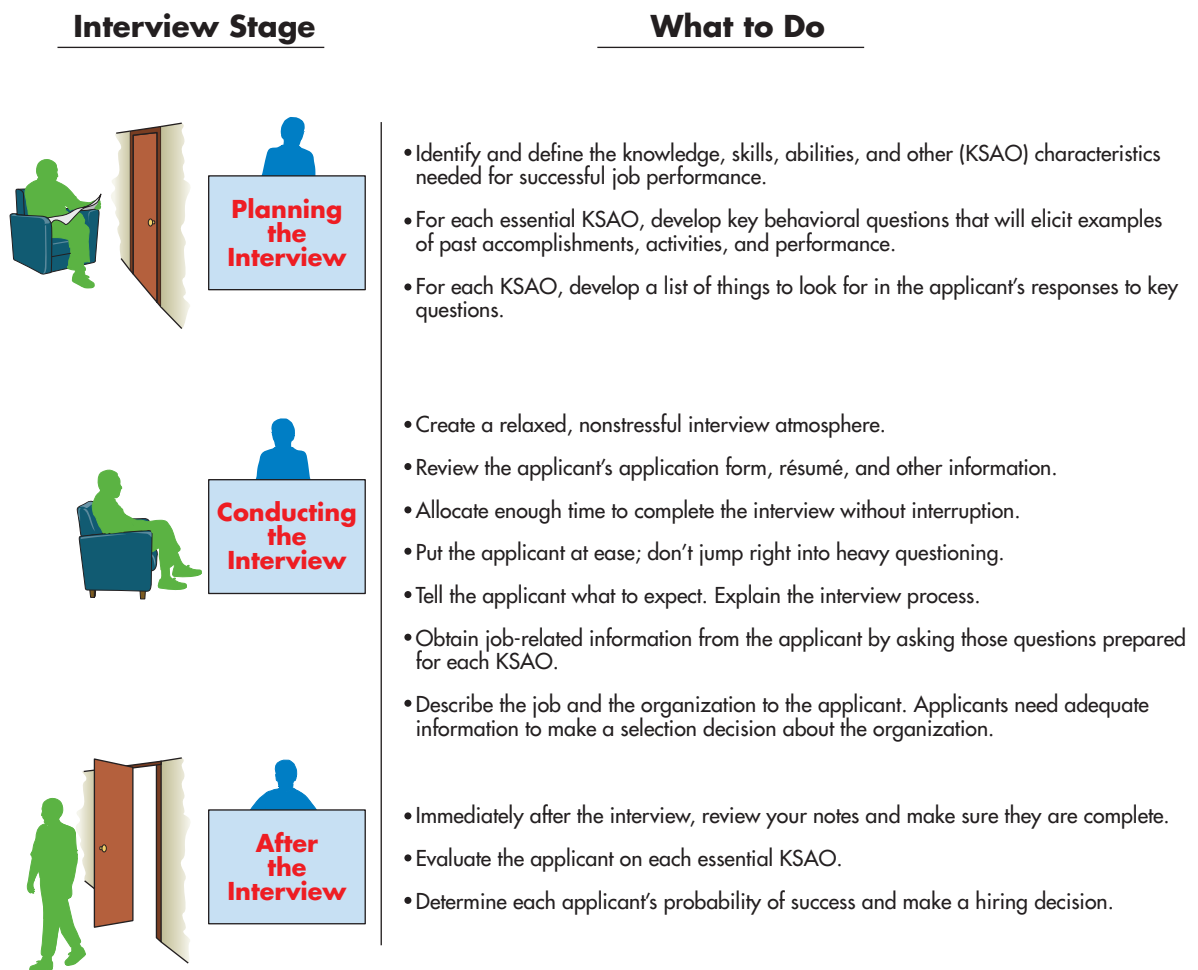 Interview Stage
What to Do
Planning
the
Interview
•Identify and define the knowledge, skills, abilities, and other (KSAO) characteristics
needed for successful job performance.
•For each essential KSAO, develop key behavioral questions that will elicit examples
of past accomplishments, activities, and performance.
•For each KSAO, develop a list of things to look for in the applicant’s responses to key
questions.
Conducting
the
Interview
•Create a relaxed, nonstressful interview atmosphere.
•Review the applicant’s application form, résumé, and other information.
•Allocate enough time to complete the interview without interruption.
•Put the applicant at ease; don’t jump right into heavy questioning.
•Tell the applicant what to expect. Explain the interview process.
•Obtain job-related information from the applicant by asking those questions prepared
for each KSAO.
•Describe the job and the organization to the applicant. Applicants need adequate
information to make a selection decision about the organization.
After
the
Interview
•Immediately after the interview, review your notes and make sure they are complete.
•Evaluate the applicant on each essential KSAO.
•Determine each applicant’s probability of success and make a hiring decision.